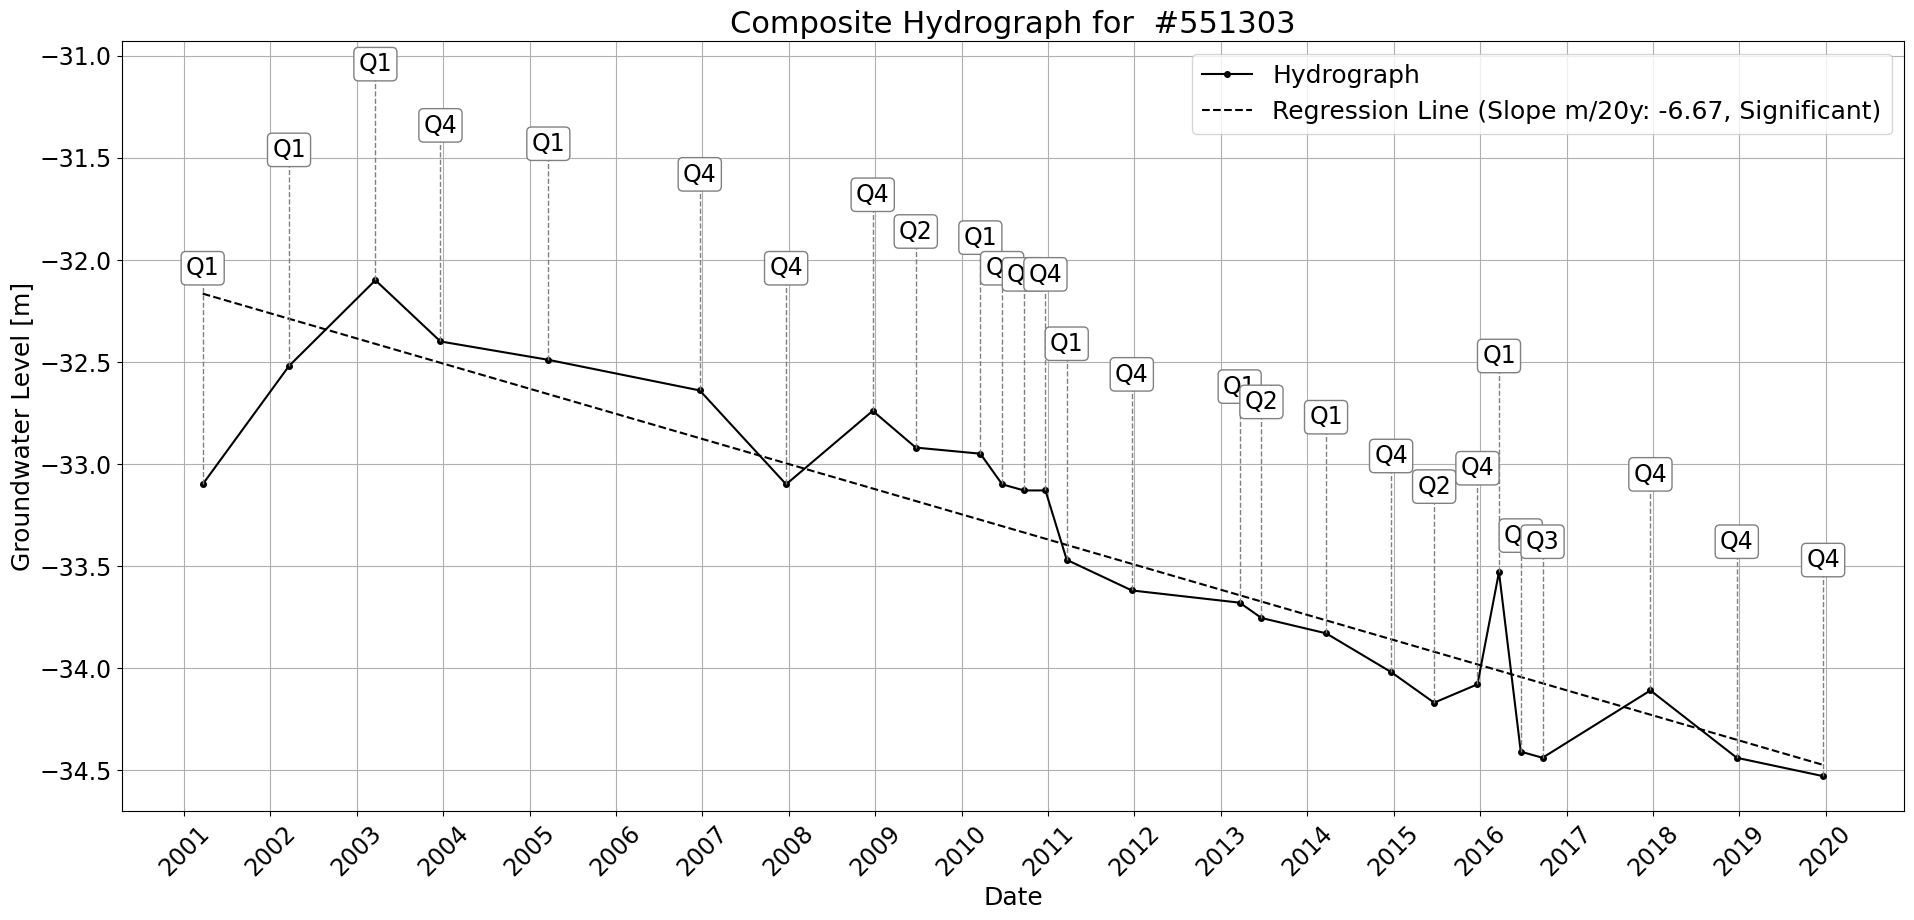 Composite Hydrograph for  #551303
Hydrograph
Regression Line (Slope m/20y: -6.67, Significant)
Groundwater Level [m]
−31.0
−31.5
−32.0
−32.5
−33.0
−33.5
−34.0
−34.5
Q1
Q1
Q1
Q4
Q1
Q4
Q4
Q4
Q2
Q1
Q
Q
Q4
Q1
Q4
Q1
Q2
Q1
Q4
Q2
Q4
Q1
Q
Q3
Q4
Q4
Q4
2001
2002
2003
2004
2005
2006
2007
2008
2009
2010
2011
2012
2013
2014
2015
2016
2017
2018
2019
2020
Date